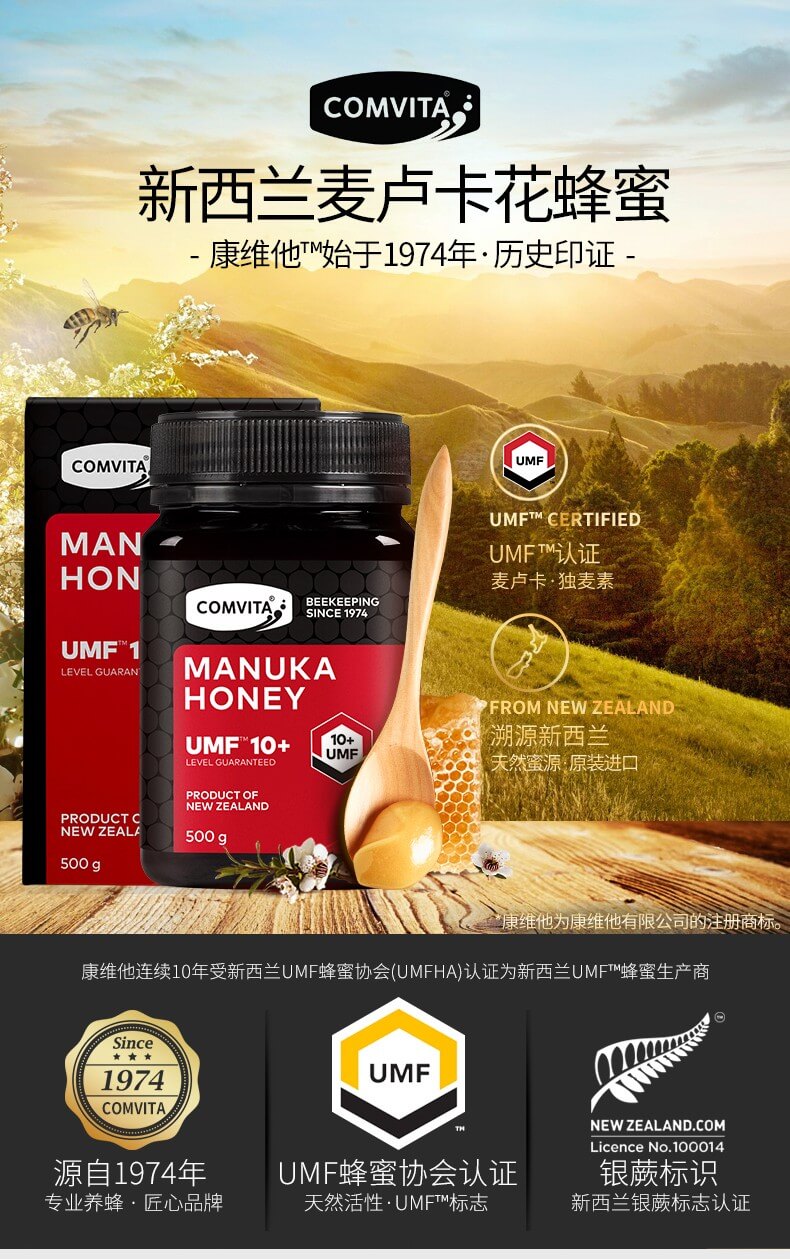 COMVITA
新西兰麦卢卡花蜂蜜
- 康维他™始于1974年·历史印证 -
COMVITA
MAN
HON
UMF™ 1
LEVEL GUARAN
PRODUCT O
NEW ZEALA
500 g
COMVITA®
BEEKEEPING
SINCE 1974
MANUKA
HONEY
UMF™ 10+
LEVEL GUARANTEED
10+
UMF
PRODUCT OF
NEW ZEALAND
500 g
UMF
UMF™ CERTIFIED
UMF™认证
麦卢卡·独麦素
FROM NEW ZEALAND
溯源新西兰
天然蜜源·原装进口
*康维他为康维他有限公司的注册商标。
康维他连续10年受新西兰UMF蜂蜜协会(UMFHA)认证为新西兰UMF™蜂蜜生产商
Since
1974
COMVITA
源自1974年
专业养蜂·匠心品牌
UMF
™
UMF蜂蜜协会认证
天然活性·UMF™标志
™
NEWZEALAND.COM
Licence No.100014
银蕨标识
新西兰银蕨标志认证